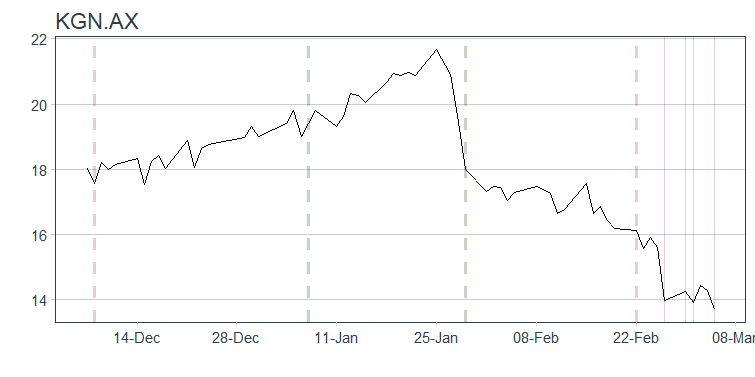 KGN.AX
22
20
18
16
14
14-Dec
28-Dec
11-Jan
25-Jan
08-Feb
22-Feb
08-Mar